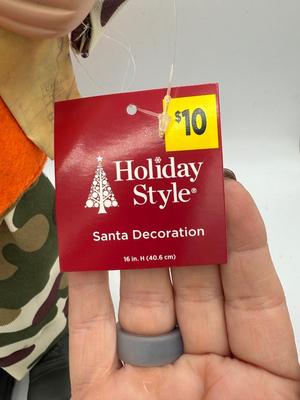 $10
Holiday
Style®
Santa Decoration
16 in. H (40.6 cm)